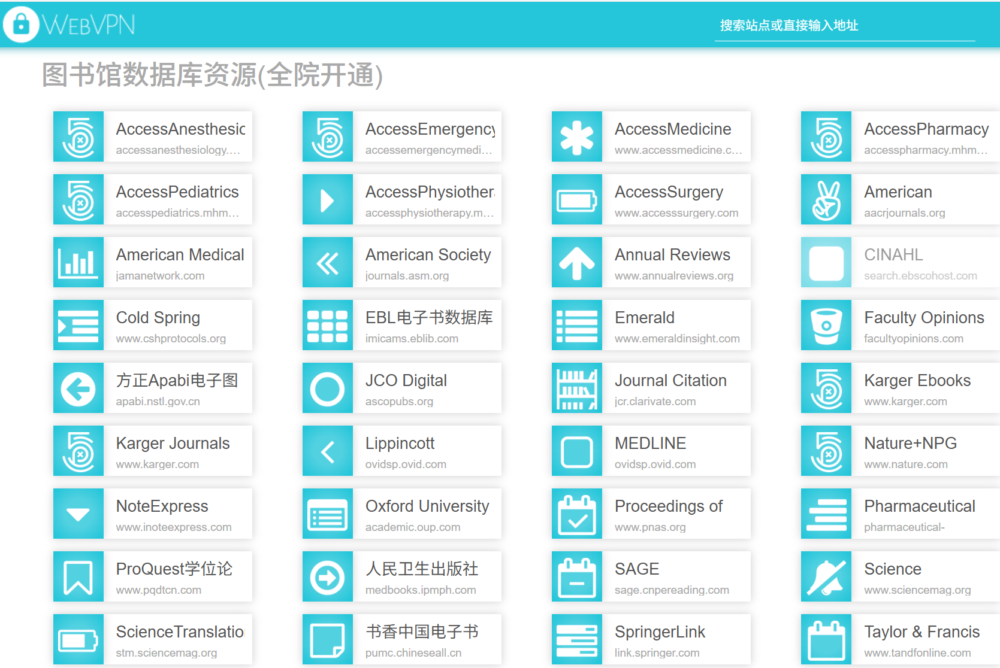 WEBVPN
搜索站点或直接输入地址
图书馆数据库资源(全院开通)
AccessAnesthesic
accessanesthesiology....
AccessEmergency
accessemergencymedi...
AccessMedicine
www.accessmedicine.c...
AccessPharmacy
accesspharmacy.mhm...
AccessPediatrics
accesspediatrics.mhm...
AccessPhysiother
accessphysiotherapy.m...
AccessSurgery
www.accesssurgery.com
American
aacrjournals.org
American Medical
jamanetwork.com
American Society
journals.asm.org
Annual Reviews
www.annualreviews.org
CINAHL
search.ebscohost.com
Cold Spring
www.cshprotocols.org
EBL电子书数据库
imicams.eblib.com
Emerald
www.emeraldinsight.com
Faculty Opinions
facultyopinions.com
方正Apabi电子图
apabi.nstl.gov.cn
JCO Digital
ascopubs.org
Journal Citation
jcr.clarivate.com
Karger Ebooks
www.karger.com
Karger Journals
www.karger.com
Lippincott
ovidsp.ovid.com
MEDLINE
ovidsp.ovid.com
Nature+NPG
www.nature.com
NoteExpress
www.inoteexpress.com
Oxford University
academic.oup.com
Proceedings of
www.pnas.org
Pharmaceutical
pharmaceutical-
ProQuest学位论
www.pqdtcn.com
人民卫生出版社
medbooks.ipmph.com
SAGE
sage.cnpereading.com
Science
www.sciencemag.org
ScienceTranslation
stm.sciencemag.org
书香中国电子书
pumc.chineseall.cn
SpringerLink
link.springer.com
Taylor & Francis
www.tandfonline.com